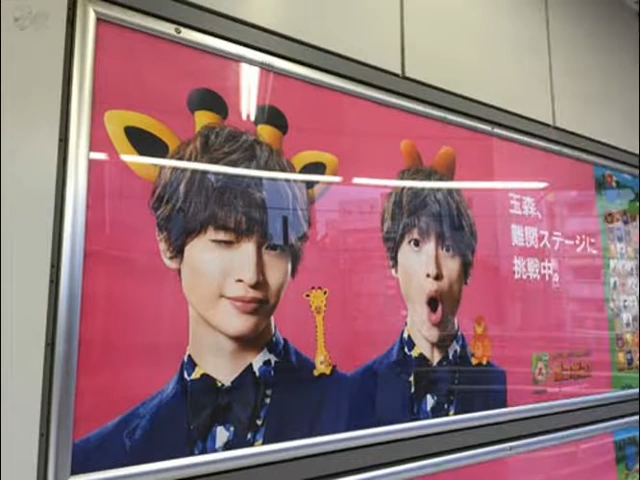 玉森、
難関ステージに
挑戦中。